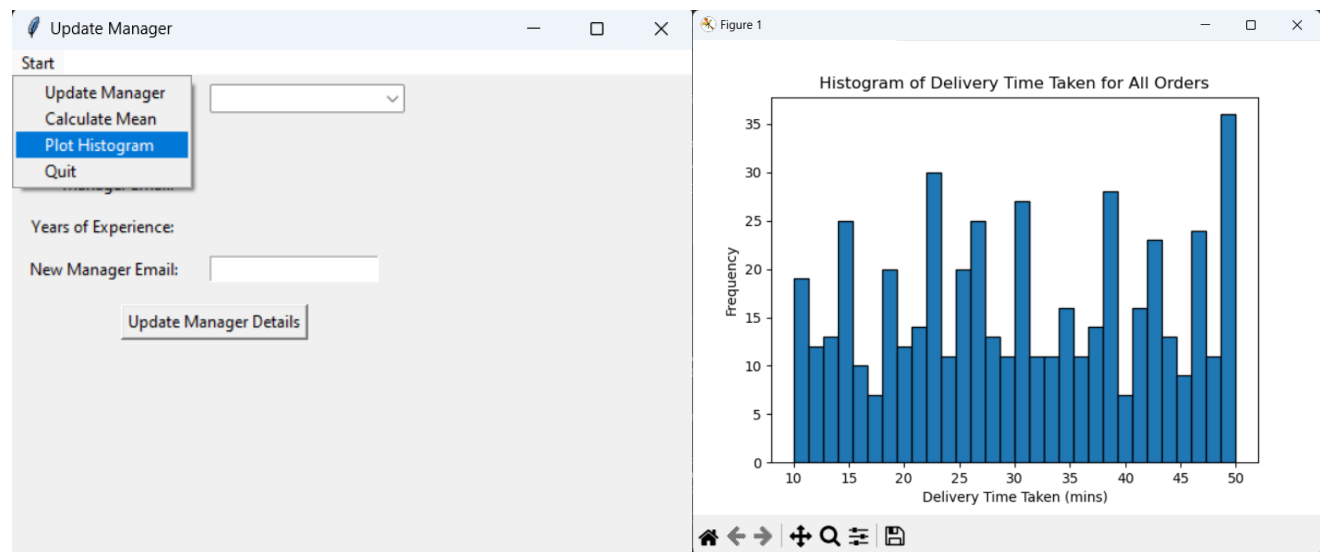 Update Manager
Start
Update Manager
Calculate Mean
Plot Histogram
Quit
Years of Experience:
New Manager Email:
Update Manager Details
Figure 1
Histogram of Delivery Time Taken for All Orders
Frequency
35
30
25
20
15
10
5
0
10 15 20 25 30 35 40 45 50
Delivery Time Taken (mins)